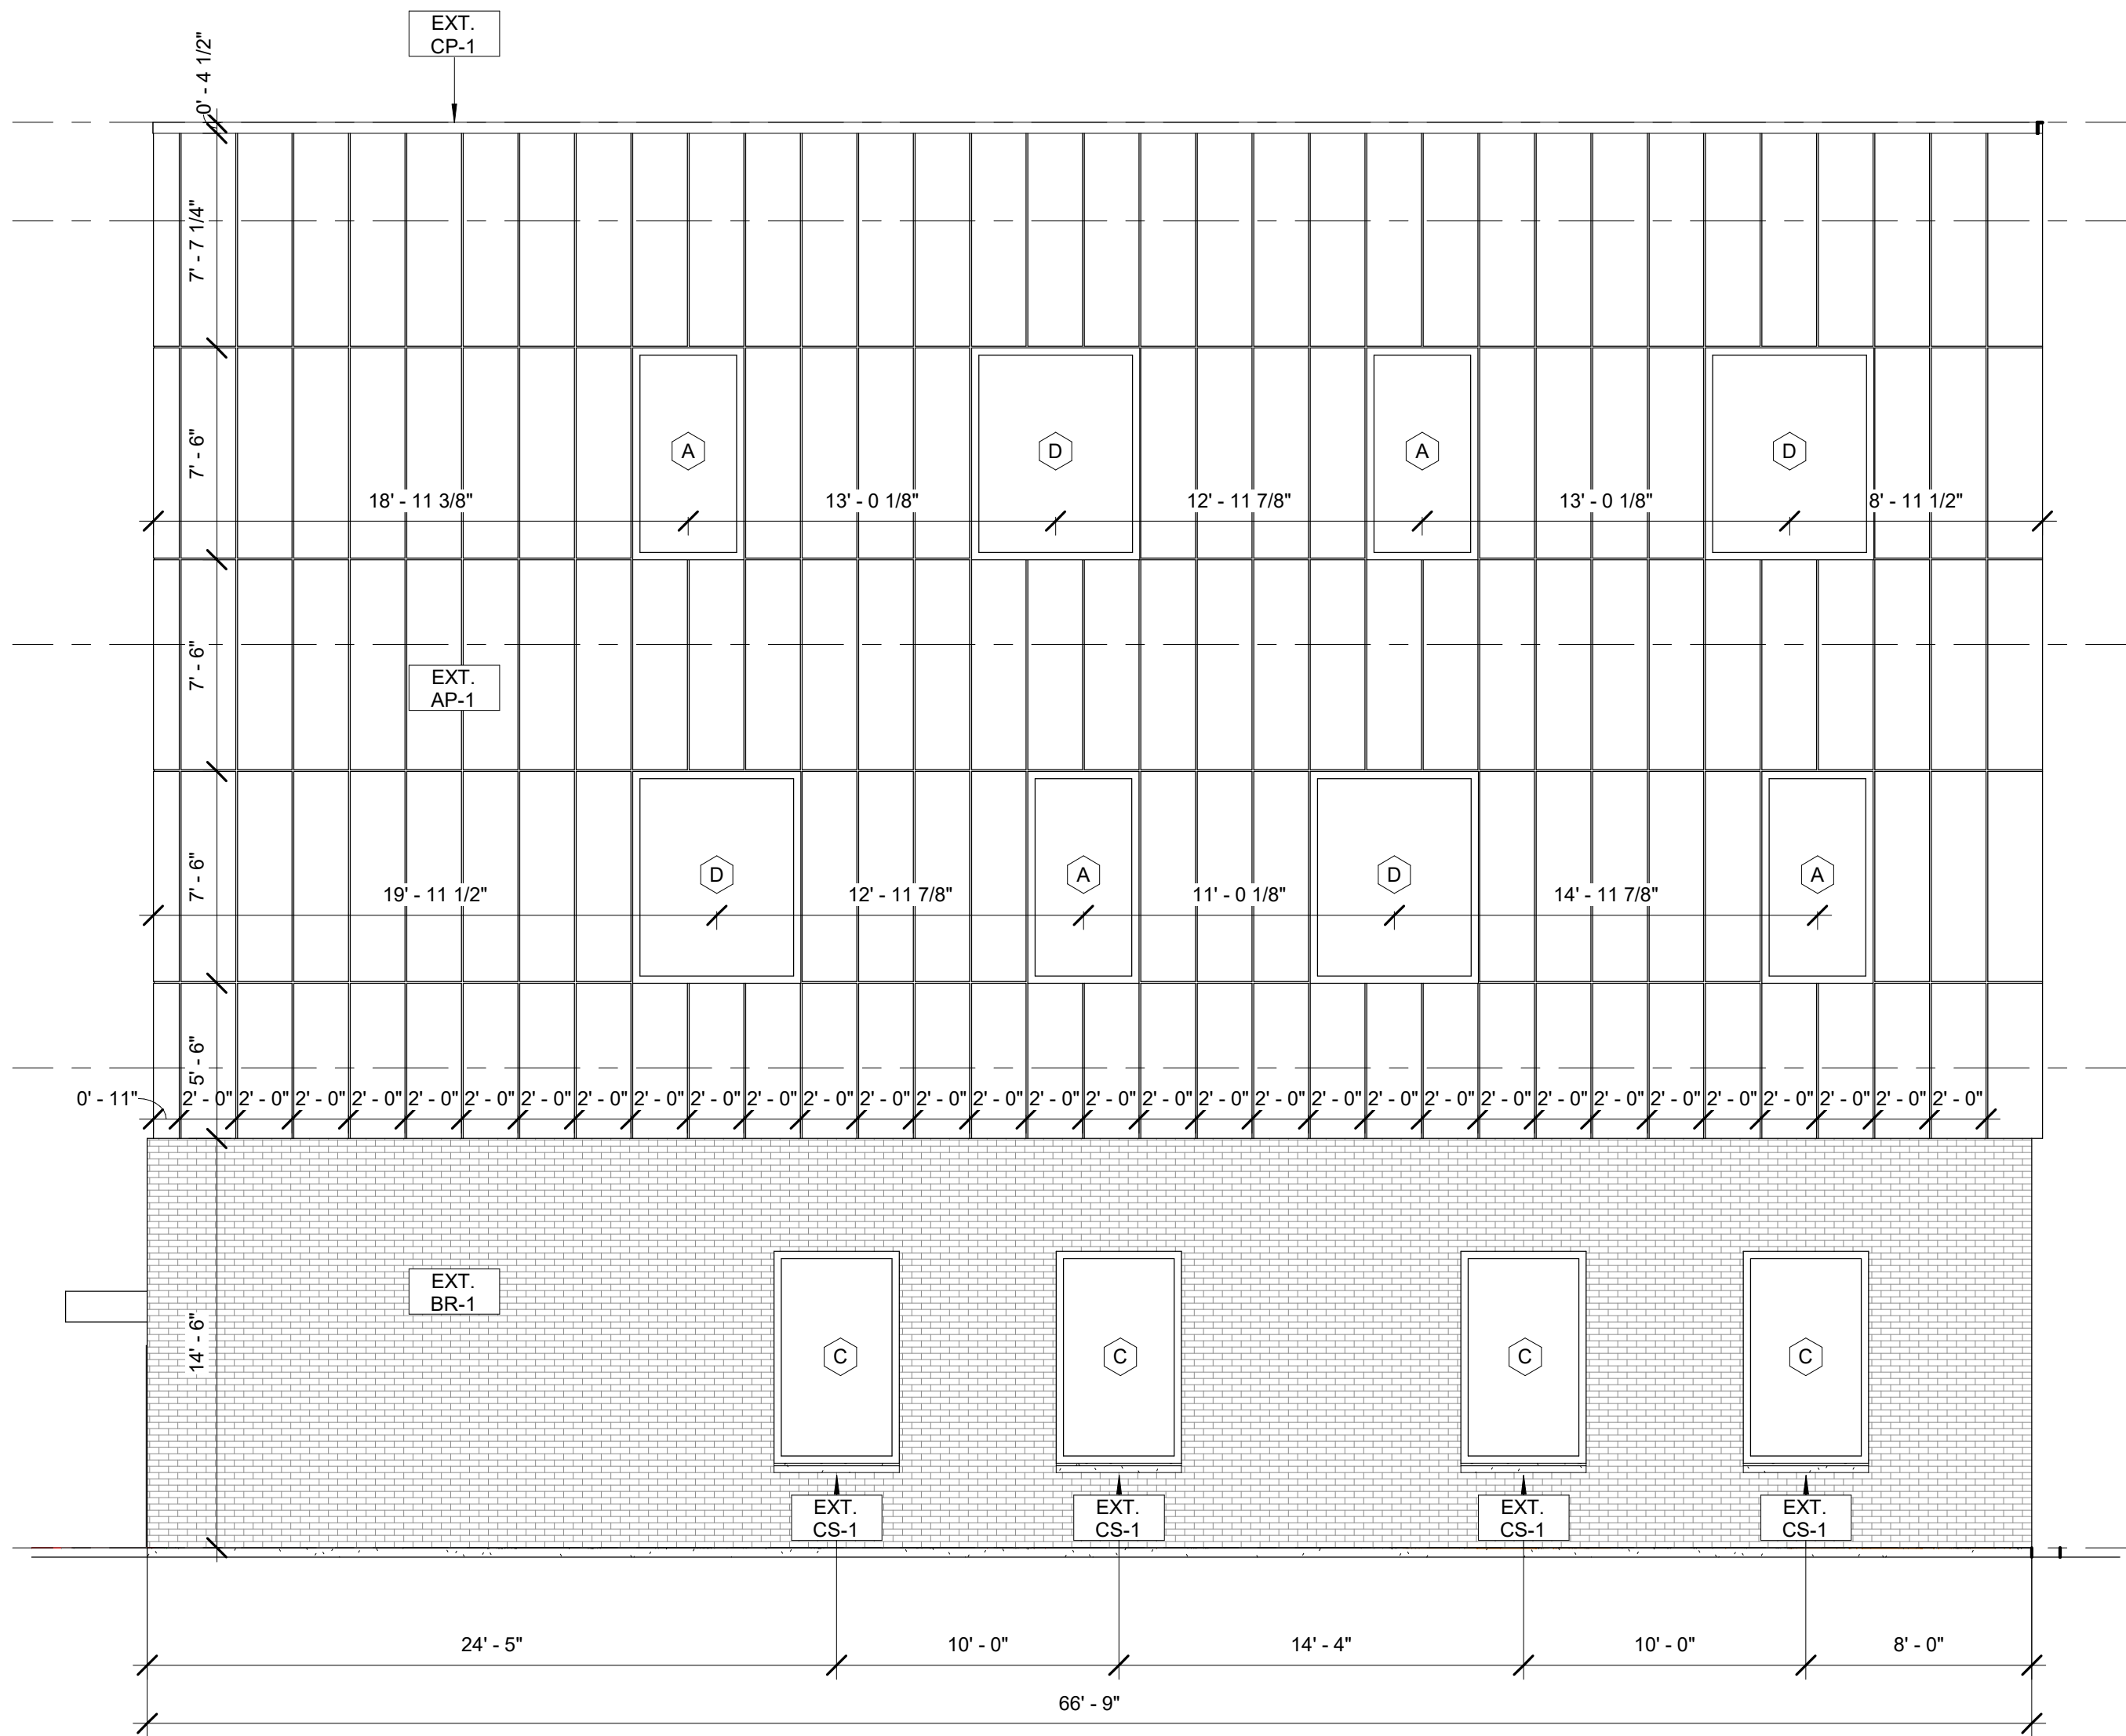 EXT.
CP-1
0' - 4 1/2"
7' - 7 1/4"
7' - 6"
A
D
A
D
18' - 11 3/8"
13' - 0 1/8"
12' - 11 7/8"
13' - 0 1/8"
8' - 11 1/2"
7' - 6"
EXT.
AP-1
7' - 6"
D
A
D
A
19' - 11 1/2"
12' - 11 7/8"
11' - 0 1/8"
14' - 11 7/8"
5' - 6"
0' - 11"
2' - 0" 2' - 0" 2' - 0" 2' - 0" 2' - 0" 2' - 0" 2' - 0" 2' - 0" 2' - 0" 2' - 0" 2' - 0" 2' - 0" 2' - 0" 2' - 0" 2' - 0" 2' - 0" 2' - 0" 2' - 0" 2' - 0" 2' - 0" 2' - 0" 2' - 0" 2' - 0" 2' - 0" 2' - 0" 2' - 0" 2' - 0" 2' - 0" 2' - 0" 2' - 0" 2' - 0" 2' - 0"
EXT.
BR-1
14' - 6"
C
C
C
C
EXT.
CS-1
EXT.
CS-1
EXT.
CS-1
EXT.
CS-1
24' - 5"
10' - 0"
14' - 4"
10' - 0"
8' - 0"
66' - 9"